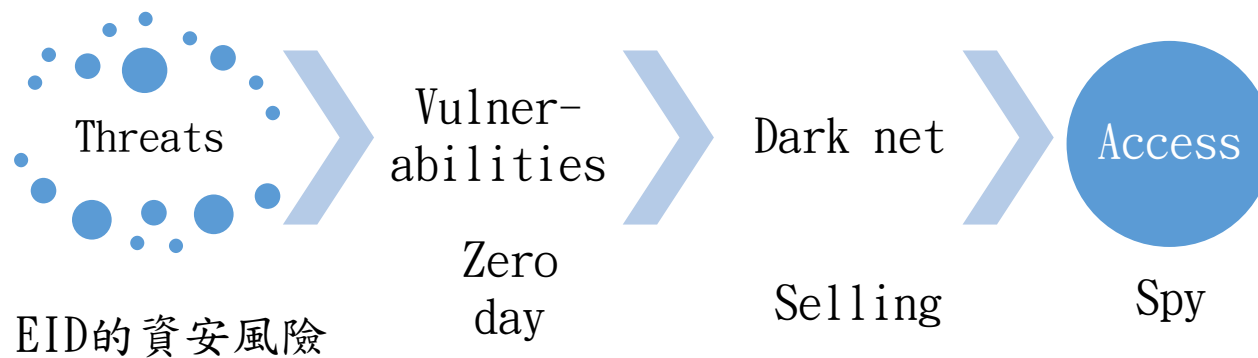 Threats
Vulner-
abilities
Dark net
Access
EID的資安風險
Zero
day
Selling
Spy